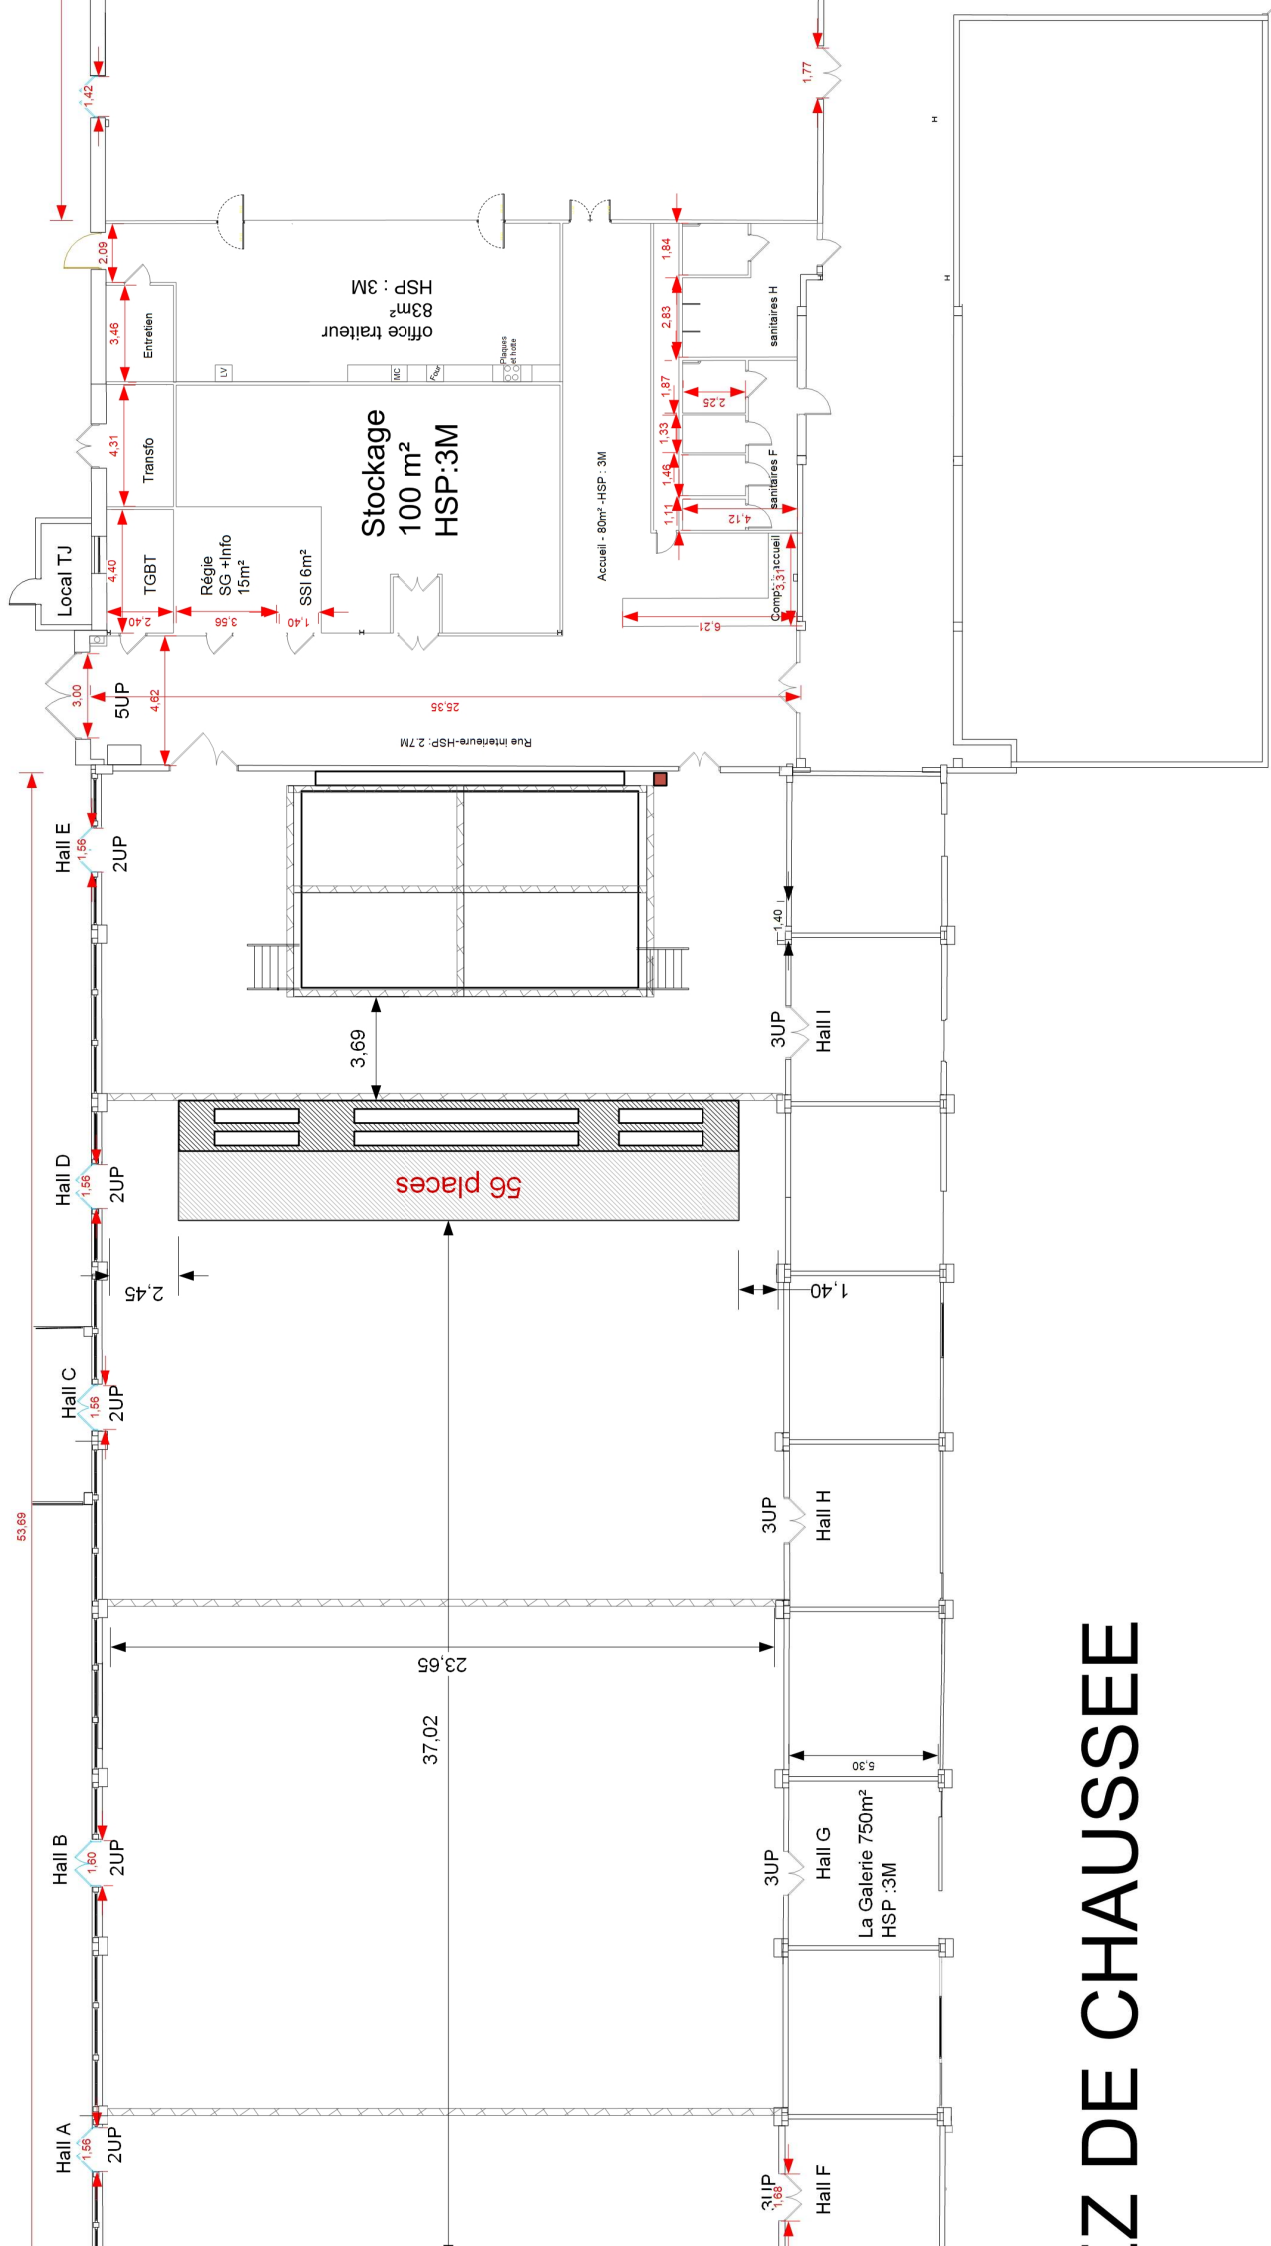 1,42
1,77
2,09
3,46
Entretien
office traiteur
83m²
HSP : 3M
LV
MC
Four
Plaques
et hotte
1,84
2,83
sanitaires H
1,87
2,25
1,33
1,46
1,11
4,12
sanitaires F
4,31
Transfo
Stockage
100 m²
HSP:3M
Accueil - 80m² -HSP : 3M
Local TJ
4,40
TGBT
2,40
Régie
SG +Info
15m²
3,56
SSI 6m²
1,40
3,31
6,21
3,00
5UP
4,62
25,35
Rue interieure-HSP: 2.7M
Hall E
1,56
2UP
1,40
3UP
Hall I
3,69
Hall D
1,56
2UP
56 places
2,45
1,40
Hall C
1,56
2UP
53,69
3UP
Hall H
23,65
37,02
5,30
Hall B
1,60
2UP
3UP
Hall G
La Galerie 750m²
HSP :3M
Hall A
1,56
2UP
3UP
1,68
Hall F
EZ DE CHAUSSEE